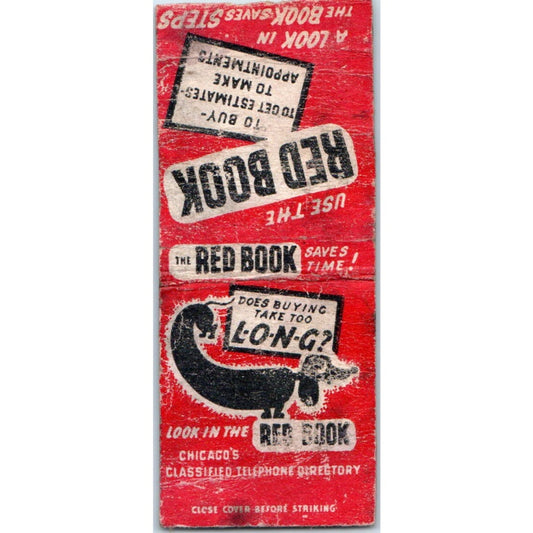 A LOOK IN
THE BOOK SAVES STEPS
TO BUY-
TO GET ESTIMATES-
TO MAKE
APPOINTMENTS
USE THE
RED BOOK
THE RED BOOK SAVES TIME!
DOES BUYING
TAKE TOO
L-O-N-G?
LOOK IN THE RED BOOK
CHICAGO'S
CLASSIFIED TELEPHONE DIRECTORY
CLOSE COVER BEFORE STRIKING